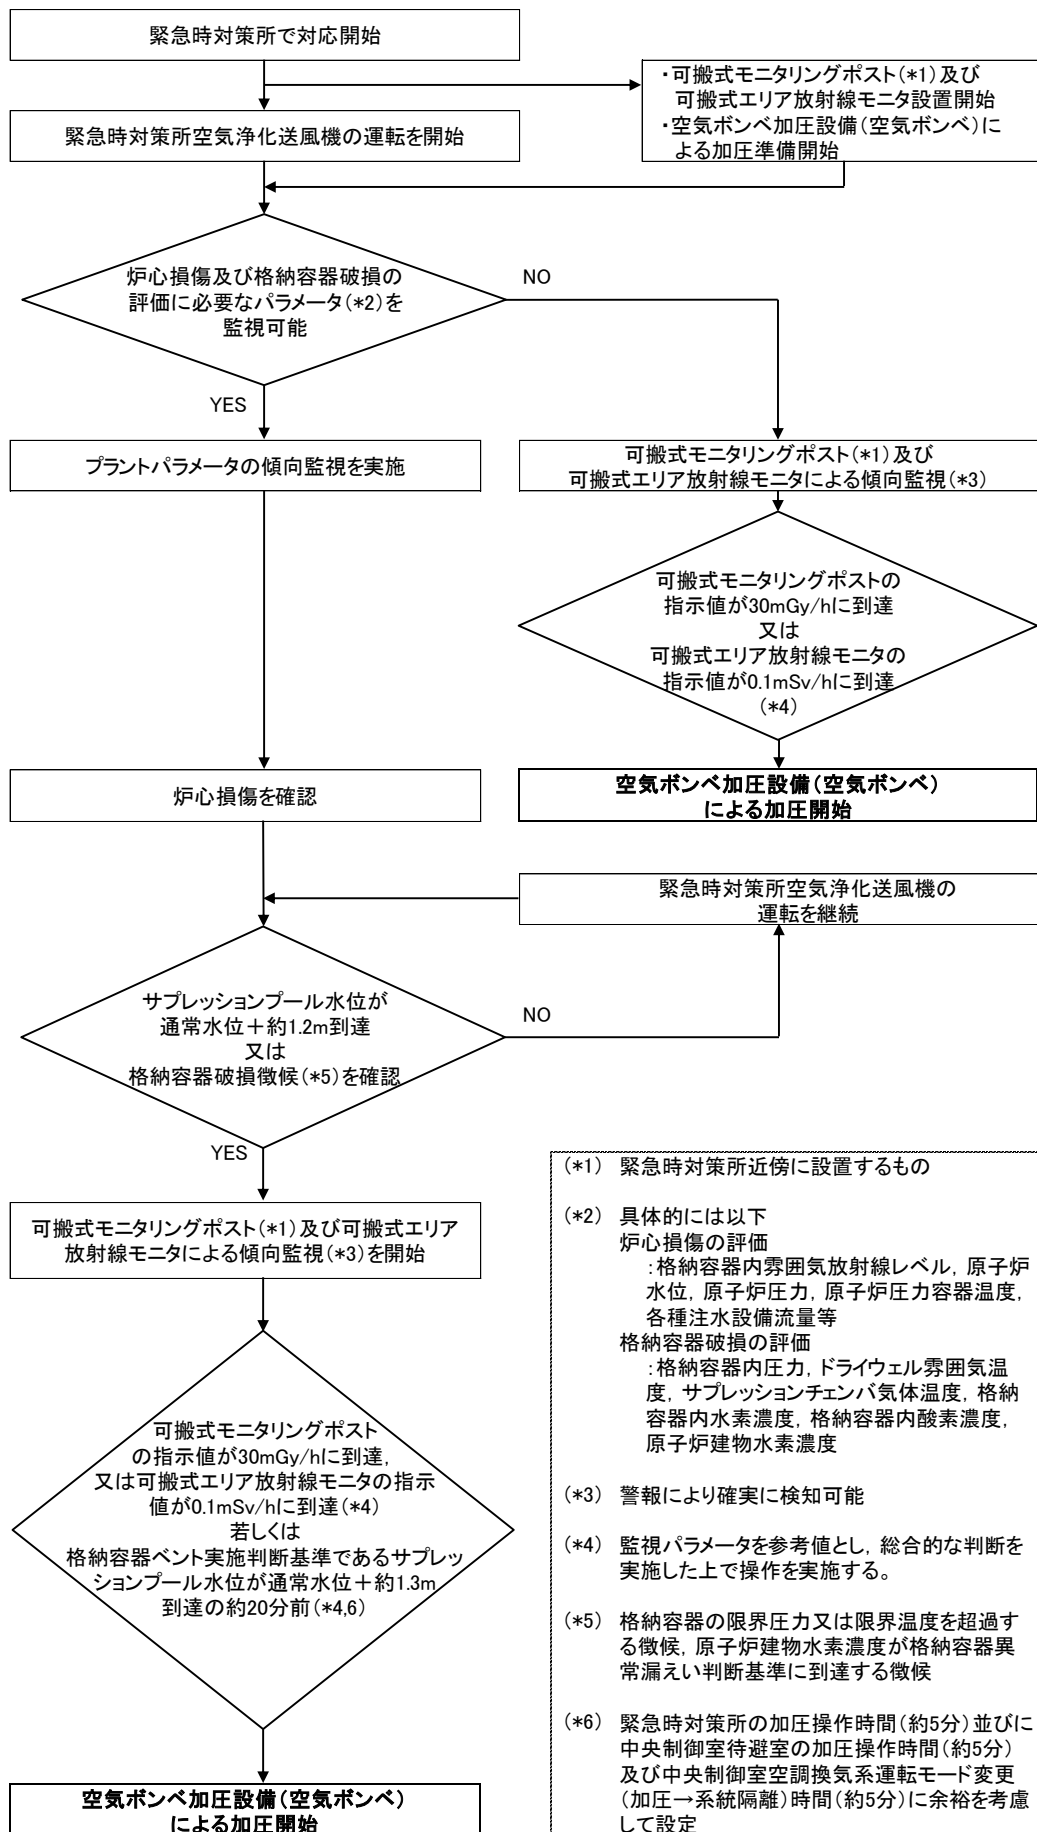 緊急時対策所で対応開始
・可搬式モニタリングポスト(*1)及び
可搬式エリア放射線モニタ設置開始
・空気ボンベ加圧設備(空気ボンベ)に
よる加圧準備開始
緊急時対策所空気浄化送風機の運転を開始
炉心損傷及び格納容器破損の
評価に必要なパラメータ(*2)を
監視可能
NO
YES
プラントパラメータの傾向監視を実施
可搬式モニタリングポスト(*1)及び
可搬式エリア放射線モニタによる傾向監視(*3)
可搬式モニタリングポストの
指示値が30mGy/hに到達
又は
可搬式エリア放射線モニタの
指示値が0.1mSv/hに到達
(*4)
炉心損傷を確認
空気ボンベ加圧設備(空気ボンベ)
による加圧開始
緊急時対策所空気浄化送風機の
運転を継続
サプレッションプール水位が
通常水位+約1.2m到達
又は
格納容器破損徴候(*5)を確認
NO
YES
可搬式モニタリングポスト(*1)及び可搬式エリア
放射線モニタによる傾向監視(*3)を開始
可搬式モニタリングポスト
の指示値が30mGy/hに到達,
又は可搬式エリア放射線モニタの指示
値が0.1mSv/hに到達(*4)
若しくは
格納容器ベント実施判断基準であるサプレッ
ションプール水位が通常水位+約1.3m
到達の約20分前(*4,6)
空気ボンベ加圧設備(空気ボンベ)
による加圧開始
(*1) 緊急時対策所近傍に設置するもの
(*2) 具体的には以下
炉心損傷の評価
:格納容器内雰囲気放射線レベル, 原子炉
水位, 原子炉圧力, 原子炉圧力容器温度,
各種注水設備流量等
格納容器破損の評価
:格納容器内圧力, ドライウェル雰囲気温
度, サプレッションチェンバ気体温度, 格納
容器内水素濃度, 格納容器内酸素濃度,
原子炉建物水素濃度
(*3) 警報により確実に検知可能
(*4) 監視パラメータを参考値とし, 総合的な判断を
実施した上で操作を実施する。
(*5) 格納容器の限界圧力又は限界温度を超過す
る徴候, 原子炉建物水素濃度が格納容器異
常漏えい判断基準に到達する徴候
(*6) 緊急時対策所の加圧操作時間(約5分)並びに
中央制御室待避室の加圧操作時間(約5分)
及び中央制御室空調換気系運転モード変更
(加圧→系統隔離)時間(約5分)に余裕を考慮
して設定